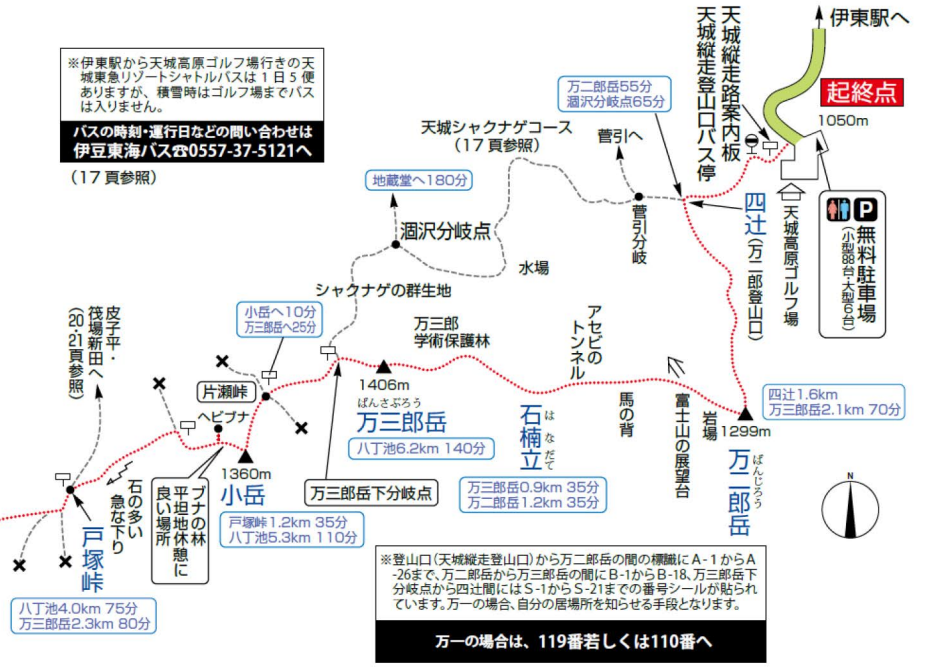 ※伊東駅から天城高原ゴルフ場行きの天
城東急リゾートシャトルバスは1日5便
ありますが、積雪時はゴルフ場までバス
は入りません。
バスの時刻・運行日などの問い合わせは
伊豆東海バス☎0557-37-5121へ
(17頁参照)
伊東駅へ
起終点
1050m
天城縦走路案内板
天城縦走登山口バス停
万二郎岳55分
涸沢分岐点65分
天城シャクナゲコース
(17頁参照)
菅引へ
地蔵堂へ180分
涸沢分岐点
菅引分岐
四辻(万二郎登山口)
天城高原ゴルフ場
P
無料駐車場
(小型88台・大型6台)
水場
シャクナゲの群生地
小岳へ10分
万三郎岳へ25分
万三郎
学術保護林
アセビの
トンネル
皮子平・
筏場新田へ
(20・21頁参照)
片瀬峠
ヘビブナ
1406m
ばんさぶろう
万三郎岳
八丁池6.2km 140分
石楠立
はなだて
馬の背
富士山の展望台
岩場
四辻1.6km
万三郎岳2.1km 70分
1299m
万二郎岳
ばんじろう
1360m
小岳
万三郎岳下分岐点
万三郎岳0.9km 35分
万二郎岳1.2km 35分
戸塚峠1.2km 35分
八丁池5.3km 110分
石の多い
急な下り
ブナの林
平坦地休憩に
良い場所
戸塚峠
八丁池4.0km 75分
万三郎岳2.3km 80分
N
※登山口(天城縦走登山口)から万二郎岳の間の標識にA-1からA
-26まで、万二郎岳から万三郎岳の間にB-1からB-18、万三郎岳下
分岐点から四辻間にはS-1からS-21までの番号シールが貼られ
ています。万一の場合、自分の居場所を知らせる手段となります。
万一の場合は、119番若しくは110番へ